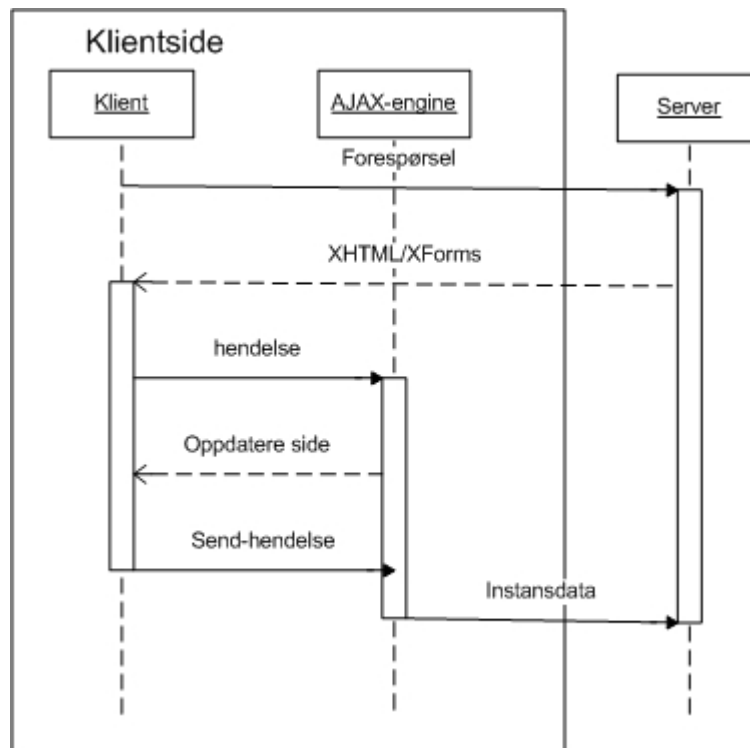 Klientside
Klient
AJAX-engine
Server
Forespørsel
XHTML/XForms
hendelse
Oppdatere side
Send-hendelse
Instansdata